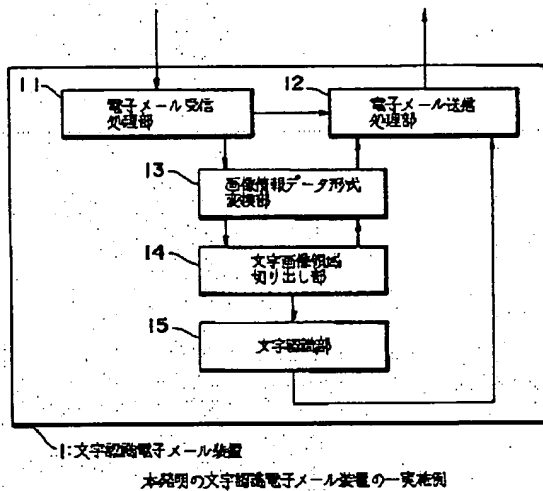 11
電子メール受信
処理部
12
電子メール送信
処理部
13
画像情報データ形式
変換部
14
文字画像領域
切り出し部
15
文字認識部
1:文字認識電子メール装置
本発明の文字認識電子メール装置の一実施例